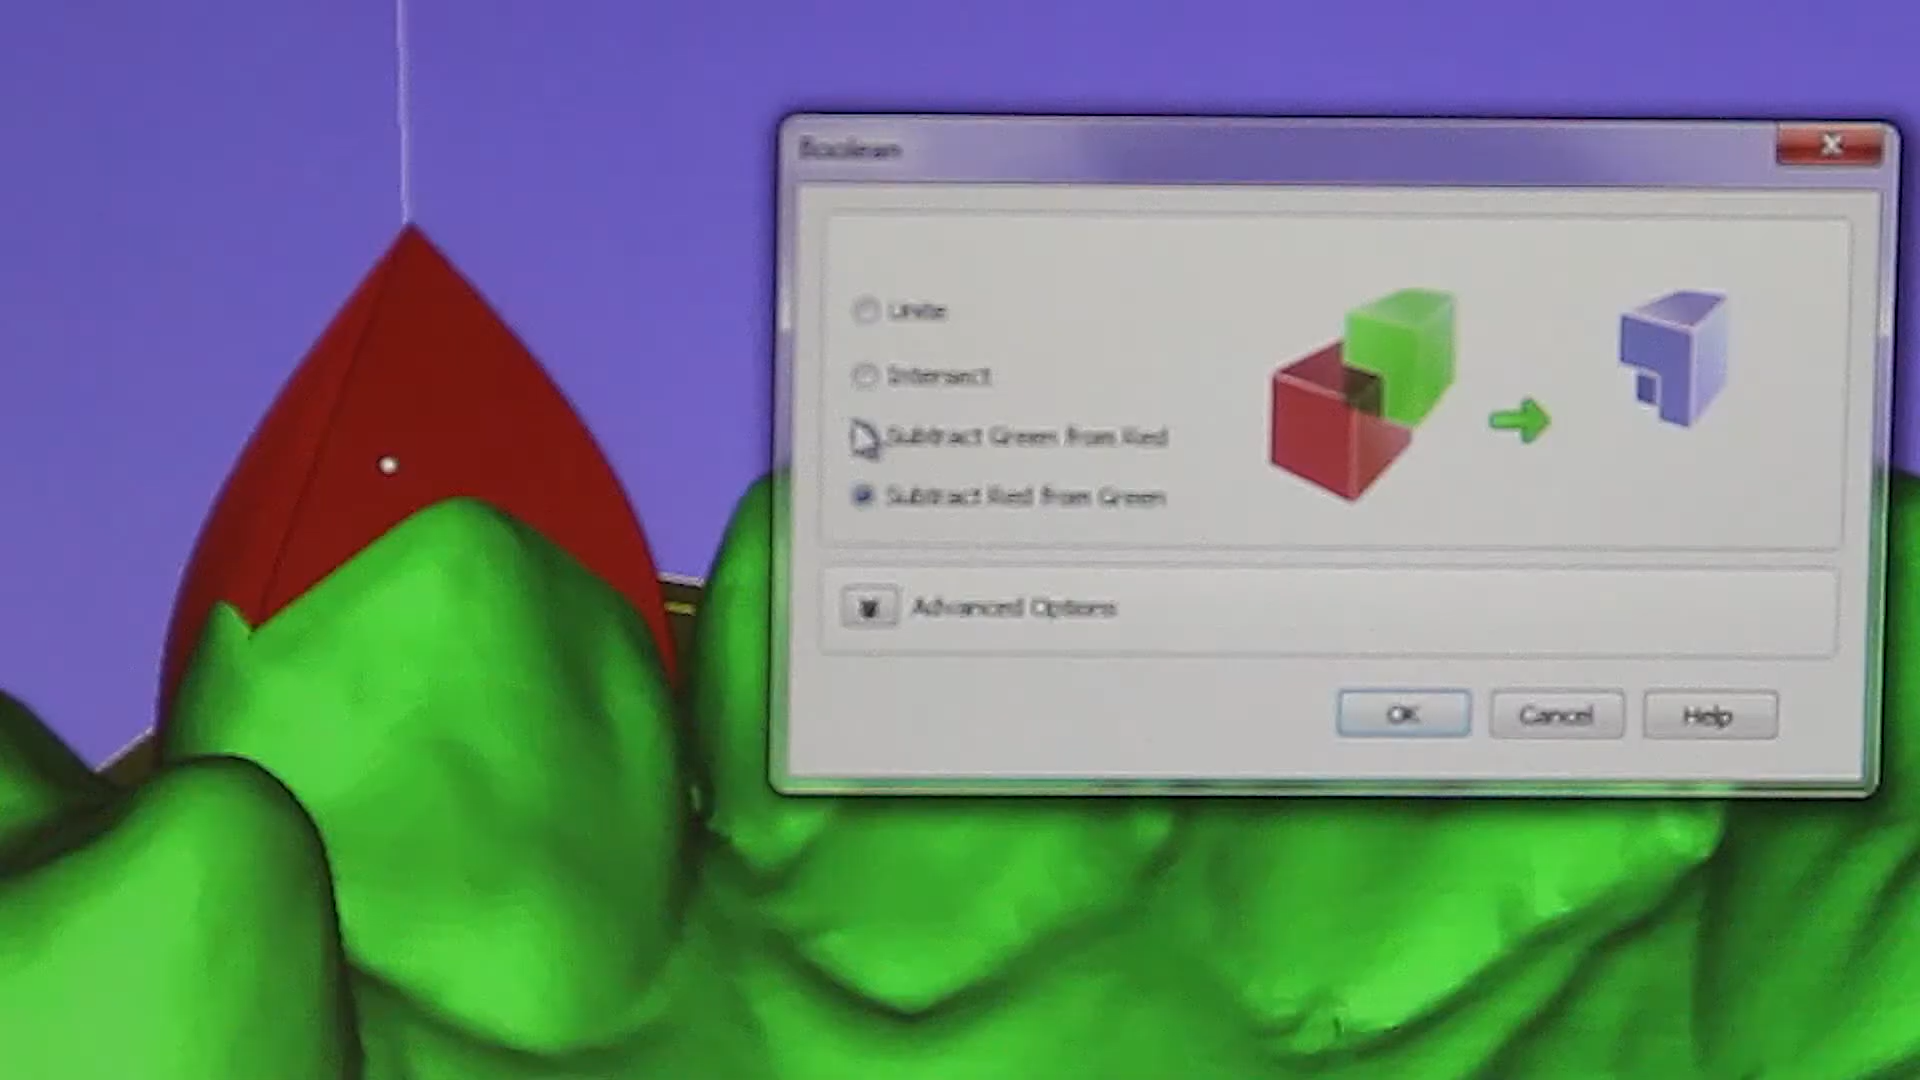 Boolean
Unite
Intersect
Subtract Green from Red
Subtract Red from Green
Advanced Options
OK
Cancel
Help